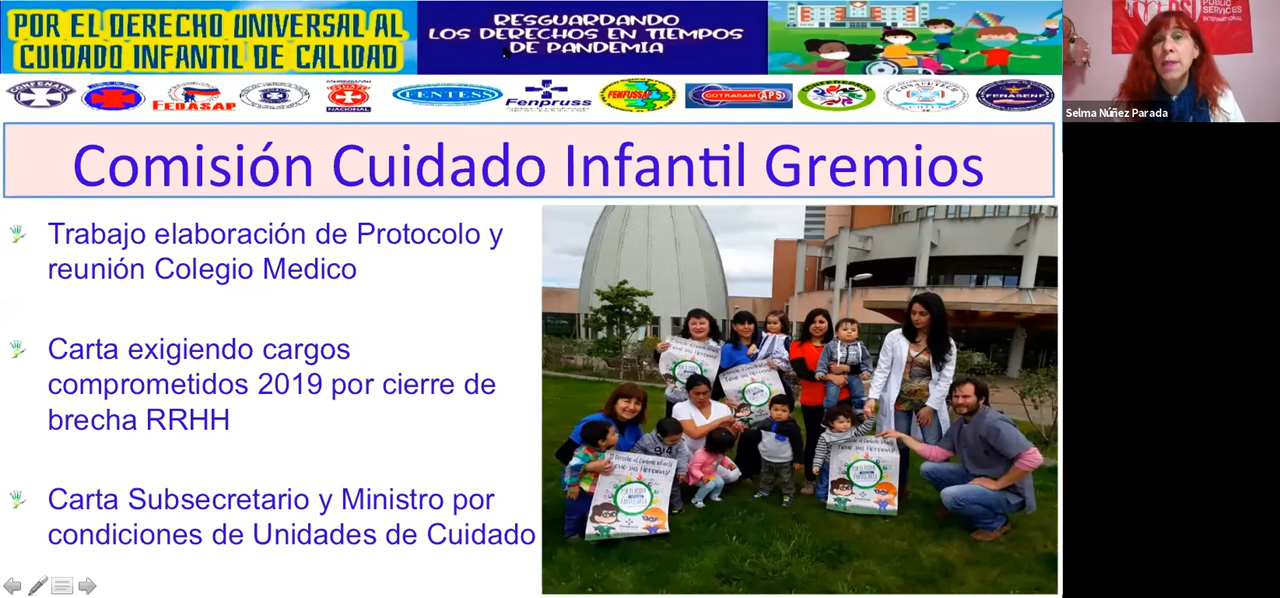 POR EL DERECHO UNIVERSAL AL
CUIDADO INFANTIL DE CALIDAD
RESGUARDANDO
LOS DERECHOS EN TIEMPOS
DE PANDEMIA
PUBLIC
SERVICES
INTERNATIONAL
Selma Núñez Parada
FEDASAP
NACIONAL
FENTESS
Fenpruss
FENFUSSAP
COTRASAM APS
FENASENF
Comisión Cuidado Infantil Gremios
Trabajo elaboración de Protocolo y
reunión Colegio Medico
Carta exigiendo cargos
comprometidos 2019 por cierre de
brecha RRHH
Carta Subsecretario y Ministro por
condiciones de Unidades de Cuidado